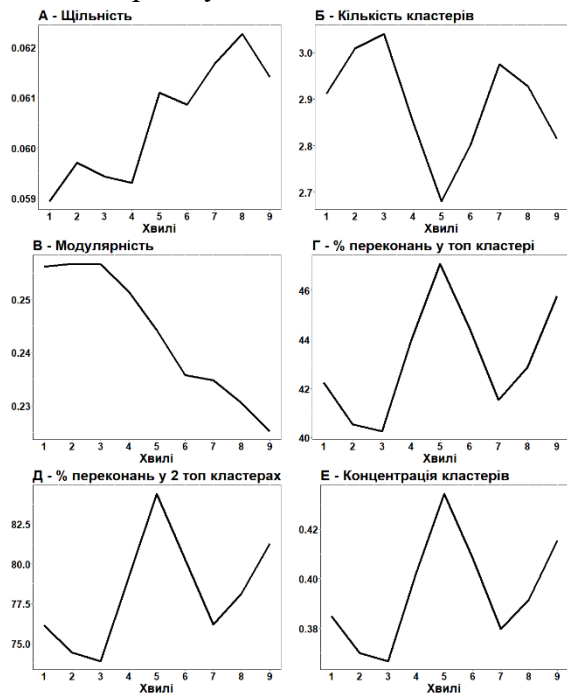 А - Щільність
0.062
0.061
0.060
0.059
1 2 3 4 5 6 7 8 9
Хвилі
Б - Кількість кластерів
3.0
2.9
2.8
2.7
1 2 3 4 5 6 7 8 9
Хвилі
В - Модулярність
0.25
0.24
0.23
1 2 3 4 5 6 7 8 9
Хвилі
Г - % переконань у топ кластері
46
44
42
40
1 2 3 4 5 6 7 8 9
Хвилі
Д - % переконань у 2 топ кластерах
82.5
80.0
77.5
75.0
1 2 3 4 5 6 7 8 9
Хвилі
Е - Концентрація кластерів
0.42
0.40
0.38
1 2 3 4 5 6 7 8 9
Хвилі